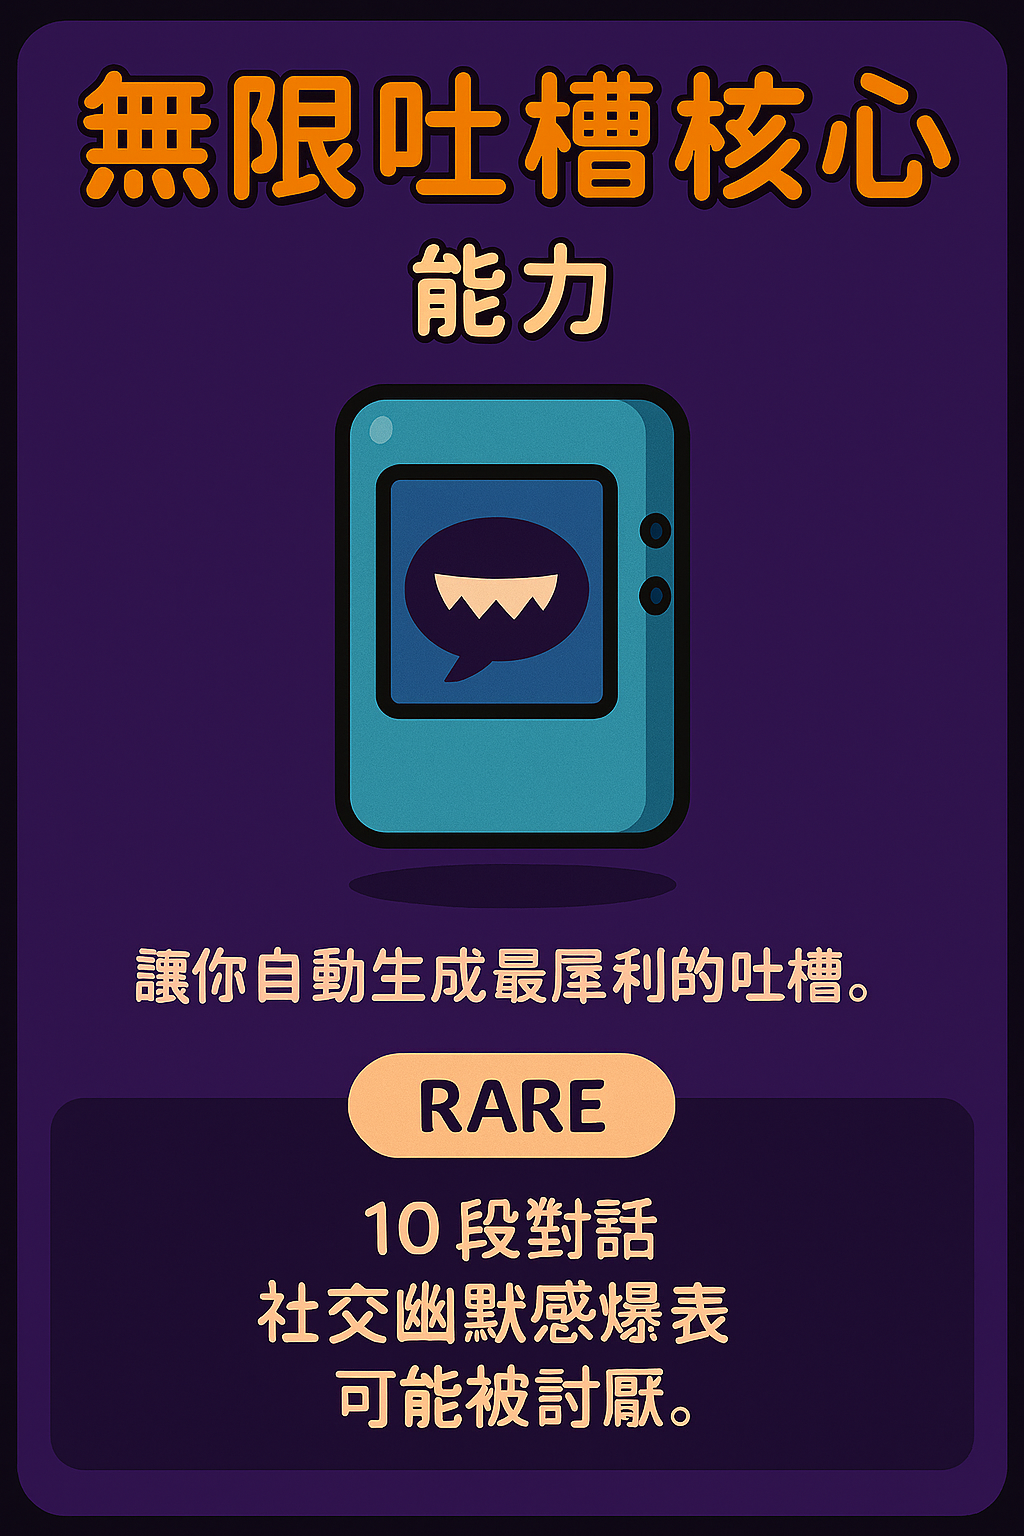 無限吐槽核心
能力
讓你自動生成最犀利的吐槽。
RARE
10 段對話
社交幽默感爆表
可能被討厭。